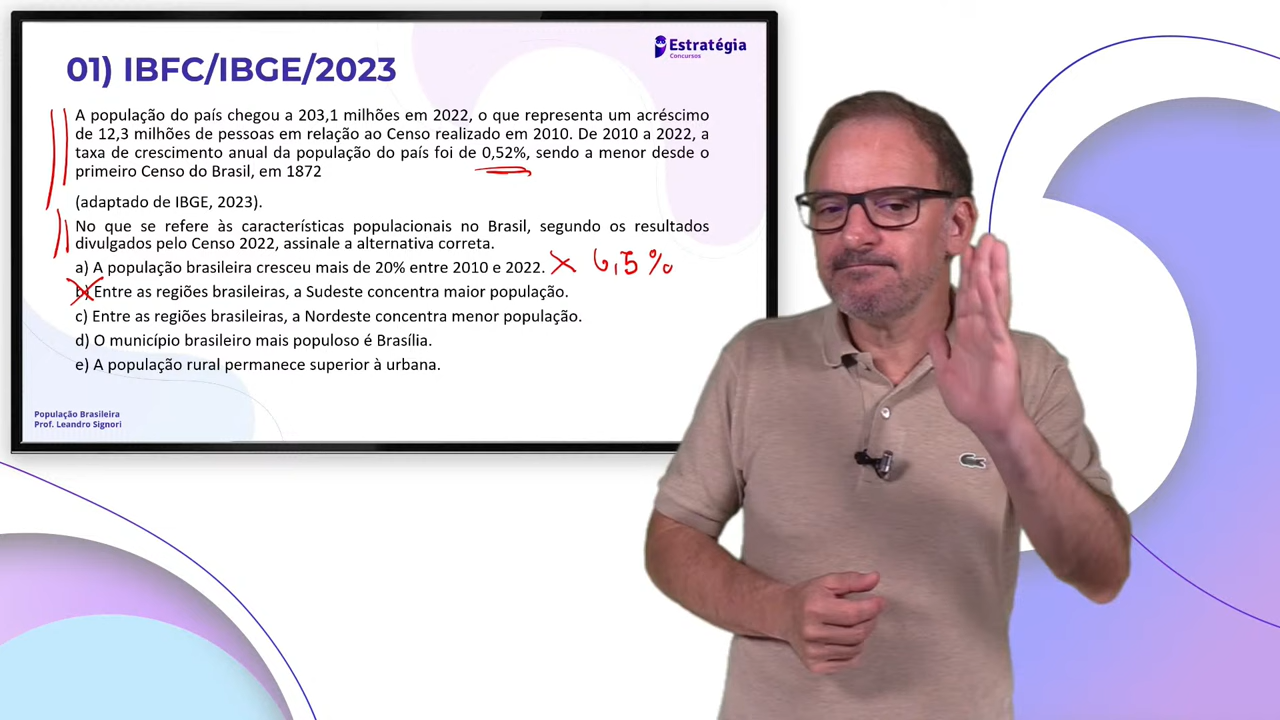 Estratégia
Concursos
01) IBFC/IBGE/2023
A população do país chegou a 203,1 milhões em 2022, o que representa um acréscimo
de 12,3 milhões de pessoas em relação ao Censo realizado em 2010. De 2010 a 2022, a
taxa de crescimento anual da população do país foi de 0,52%, sendo a menor desde o
primeiro Censo do Brasil, em 1872
(adaptado de IBGE, 2023).
No que se refere às características populacionais no Brasil, segundo os resultados
divulgados pelo Censo 2022, assinale a alternativa correta.
a) A população brasileira cresceu mais de 20% entre 2010 e 2022. X 6,5%
b) Entre as regiões brasileiras, a Sudeste concentra maior população.
c) Entre as regiões brasileiras, a Nordeste concentra menor população.
d) O município brasileiro mais populoso é Brasília.
e) A população rural permanece superior à urbana.
População Brasileira
Prof. Leandro Signori